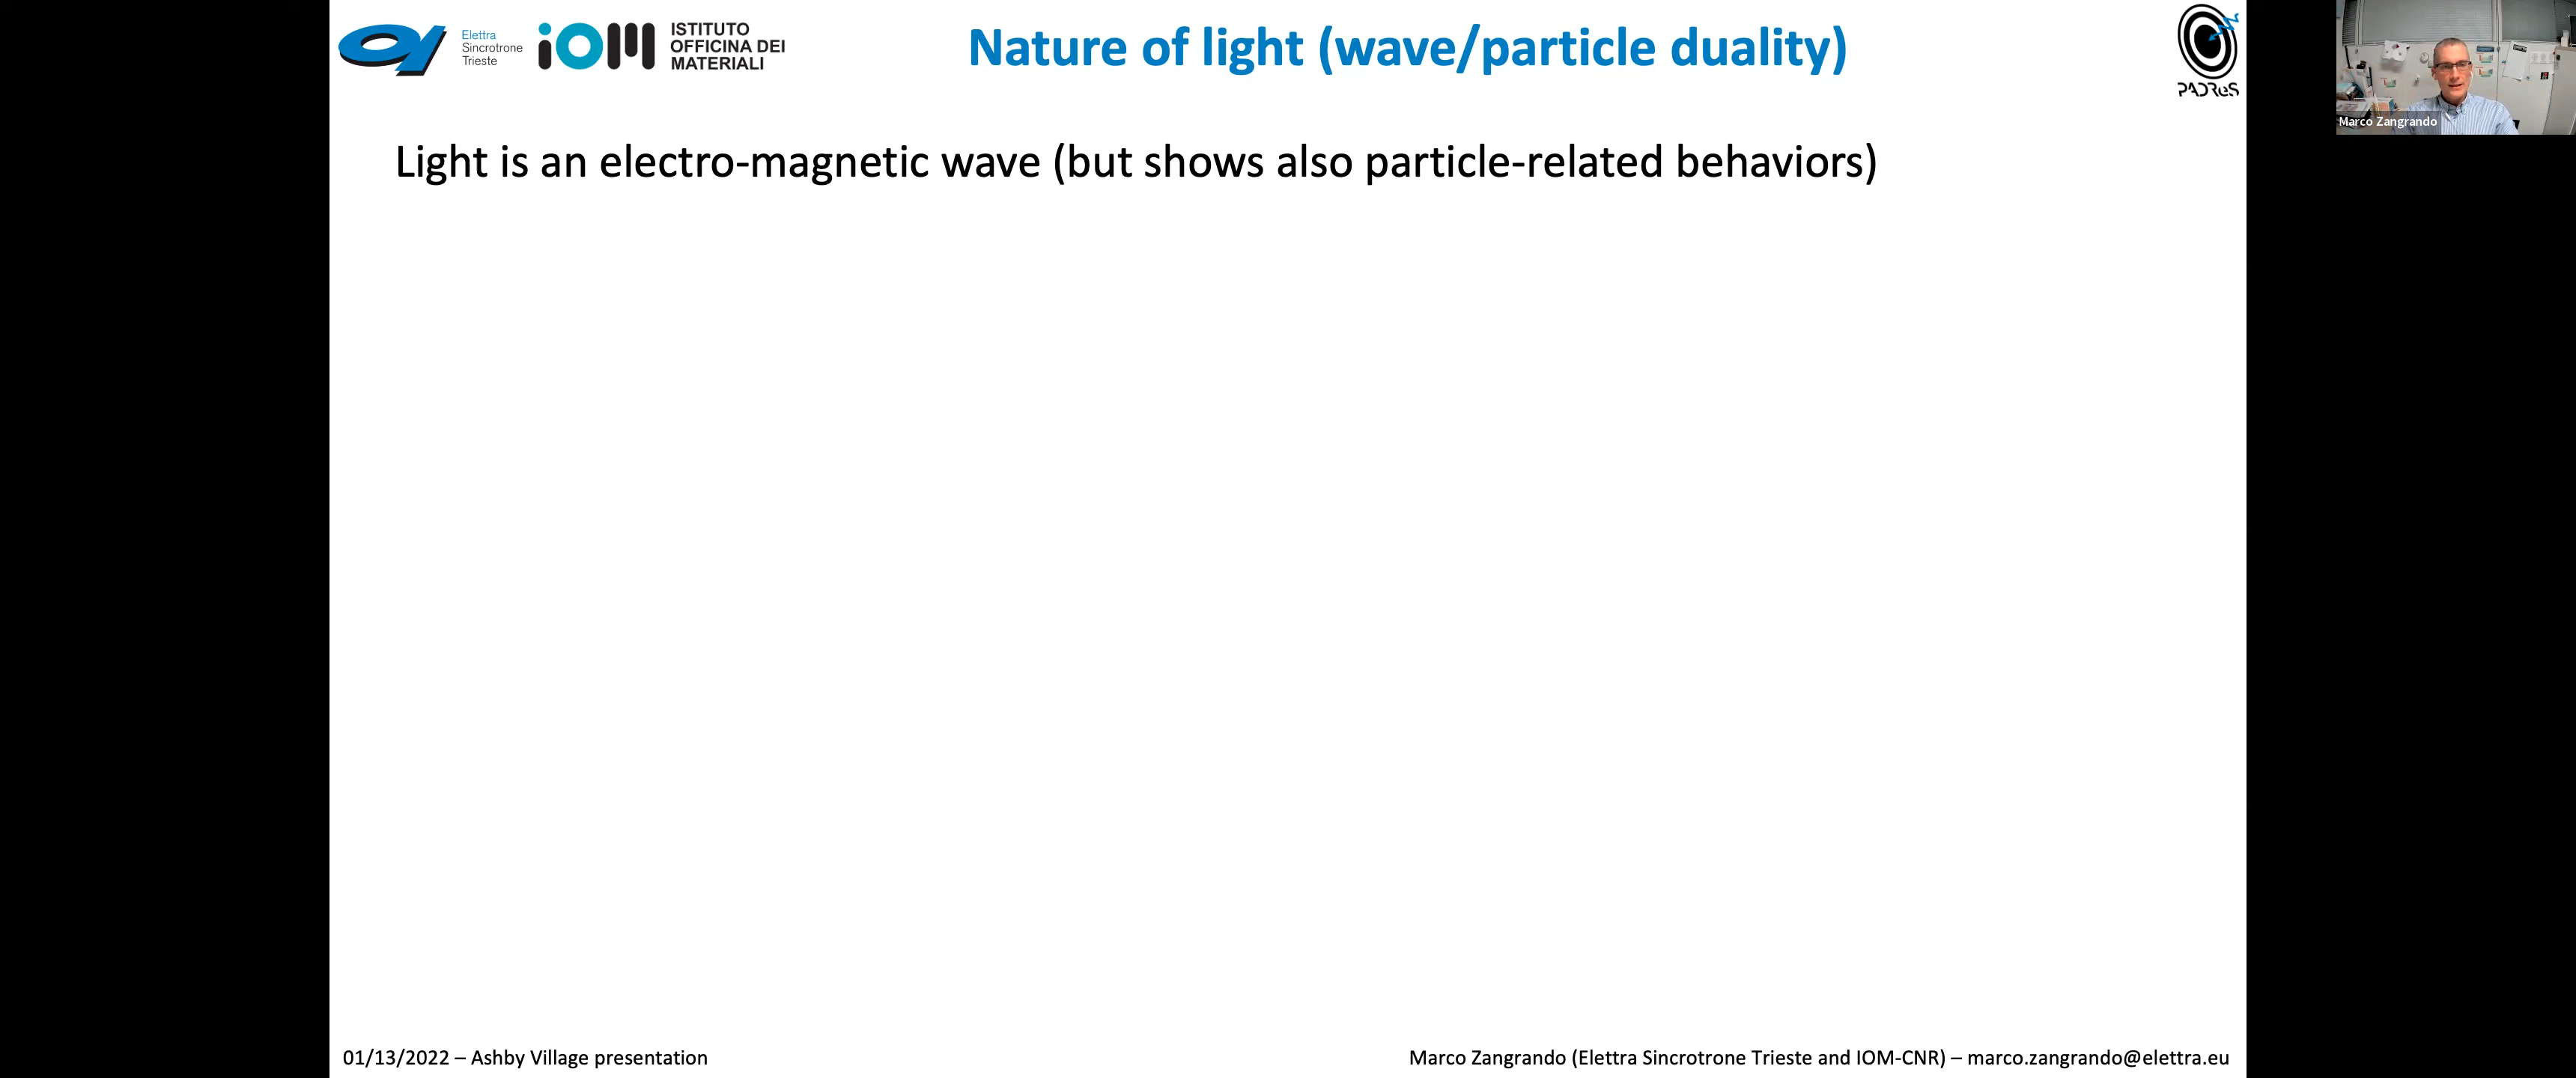 Elettra
Sincrotrone
Trieste
iOM
ISTITUTO
OFFICINA DEI
MATERIALI
Nature of light (wave/particle duality)
PADReS
Marco Zangrando
Light is an electro-magnetic wave (but shows also particle-related behaviors)
01/13/2022 – Ashby Village presentation
Marco Zangrando (Elettra Sincrotrone Trieste and IOM-CNR) – marco.zangrando@elettra.eu